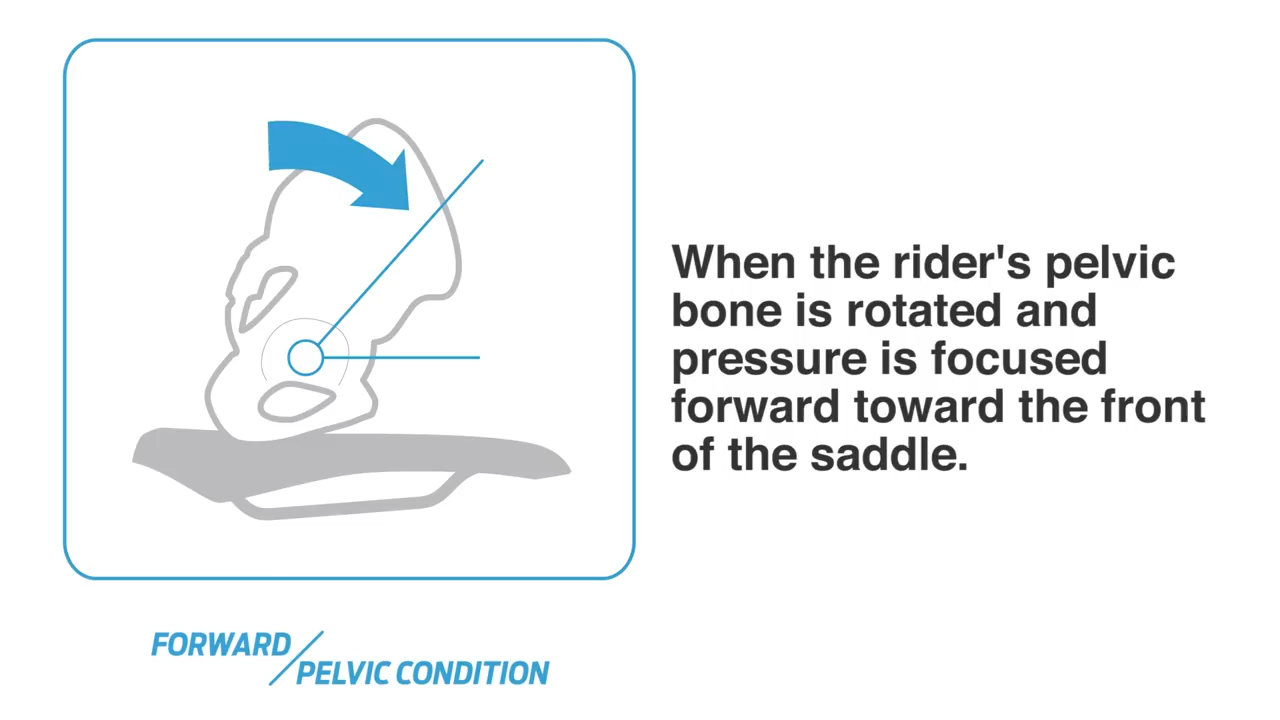 When the rider's pelvic
bone is rotated and
pressure is focused
forward toward the front
of the saddle.
FORWARD
PELVIC CONDITION